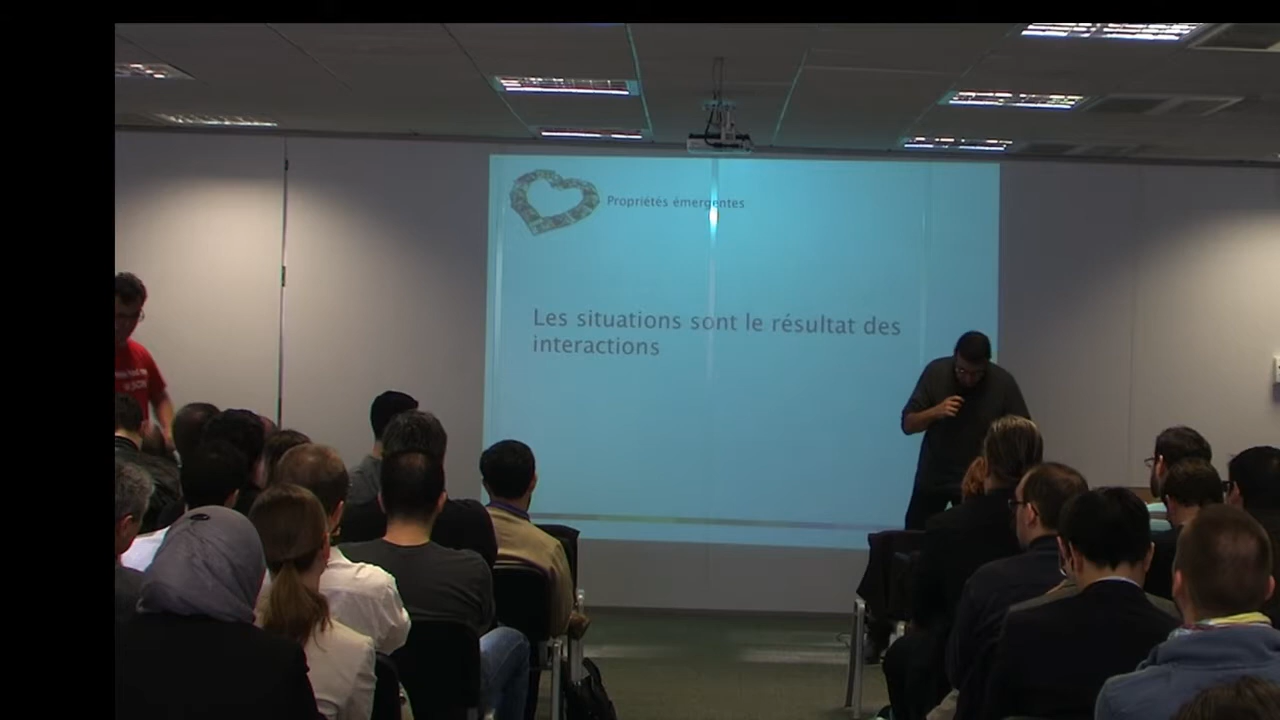 Propriétés émergentes
Les situations sont le résultat des
interactions